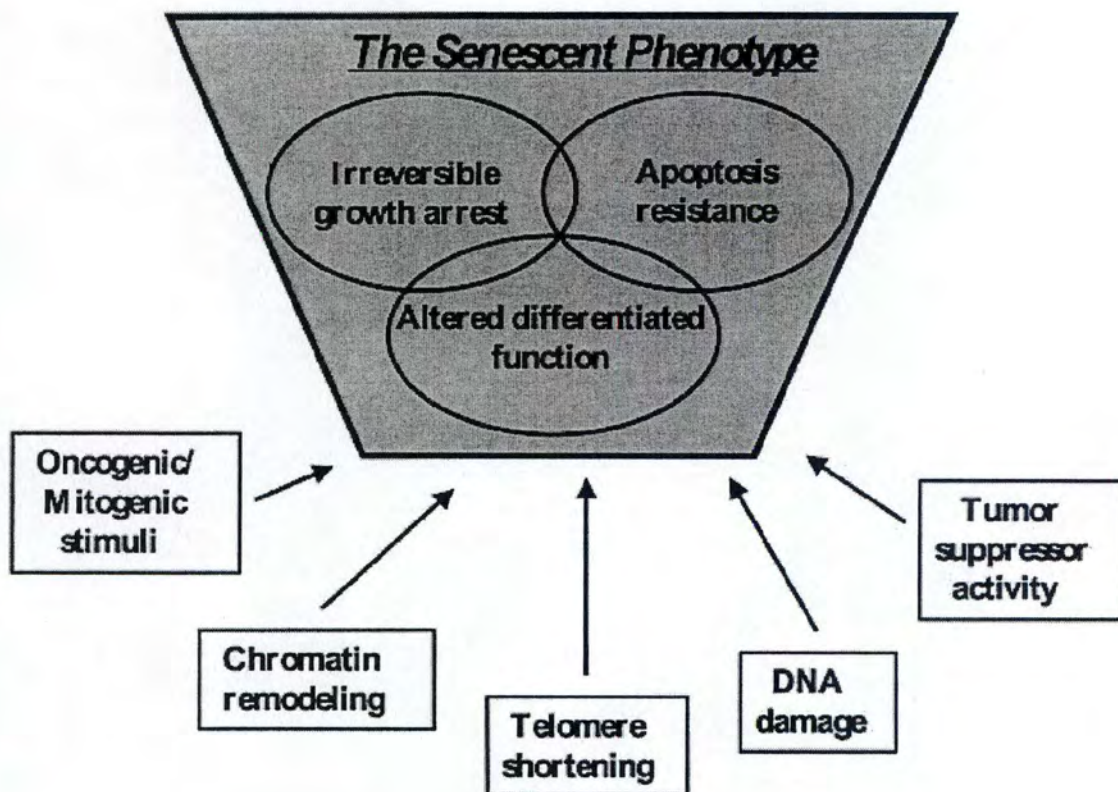 The Senescent Phenotype
Irreversible
growth arrest
Apoptosis
resistance
Altered differentiated
function
Oncogenic/
Mitogenic
stimuli
Chromatin
remodeling
Telomere
shortening
DNA
damage
Tumor
suppressor
activity